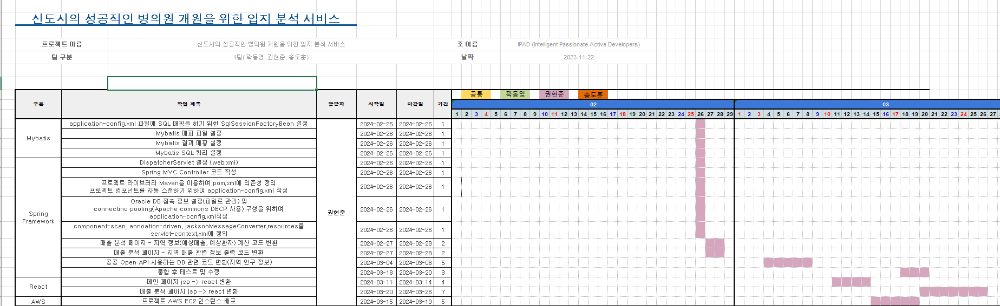 신도시의 성공적인 병의원 개원을 위한 입지 분석 서비스
프로젝트 이름 신도시의 성공적인 병의원 개원을 위한 입지 분석 서비스 조 이름 IPAD (Intelligent Passionate Active Developers)
팀 구분 1팀( 곽동영, 권현준, 송도훈) 날짜 2023-11-22
공통 곽동영 권현준 송도훈
구분 작업 제목 담당자 시작일 마감일 기간
02 03
1 2 3 4 5 6 7 8 9 10 11 12 13 14 15 16 17 18 19 20 21 22 23 24 25 26 27 28 29 1 2 3 4 5 6 7 8 9 10 11 12 13 14 15 16 17 18 19 20 21 22 23 24 25 26 27
Mybatis
application-config.xml 파일에 SQL 매핑을 하기 위한 SqlSessionFactoryBean 설정 2024-02-26 2024-02-26 1
Mybatis 매퍼 파일 설정 2024-02-26 2024-02-26 1
Mybatis 결과 매핑 설정 2024-02-26 2024-02-26 1
Mybatis SQL 쿼리 설정 2024-02-26 2024-02-26 1
Spring
Framework
권현준
DispatcherServlet 설정 (web.xml) 2024-02-26 2024-02-26 1
Spring MVC Controller 코드 작성 2024-02-26 2024-02-26 1
프로젝트 라이브러리 Maven을 이용하여 pom.xml에 의존성 정의
프로젝트 컴포넌트를 자동 스캔하기 위하여 application-config.xml 작성 2024-02-26 2024-02-26 1
Oracle DB 접속 정보 설정(파일로 관리) 및
connectino pooling(Apache commons DBCP 사용) 구성을 위하여
application-config.xml작성 2024-02-26 2024-02-26 1
component-scan, annoation-driven, jacksonMessageConverter,resources를
servlet-context.xml에 정의 2024-02-26 2024-02-26 1
매출 분석 페이지 - 지역 정보(예상매출, 예상환자) 계산 코드 변환 2024-02-27 2024-02-28 2
매출 분석 페이지 - 지역 매출 관련 정보 출력 코드 변환 2024-02-27 2024-02-28 2
공공 Open API 사용하는 DB 관련 코드 변환(지역 인구 정보) 2024-03-04 2024-03-08 5
통합 후 테스트 및 수정 2024-03-18 2024-03-20 3
React
메인 페이지 jsp -> react 변환 2024-03-11 2024-03-14 4
매출 분석 페이지 jsp -> react 변환 2024-03-20 2024-03-26 7
AWS 프로젝트 AWS EC2 인스턴스 배포 2024-03-15 2024-03-19 5